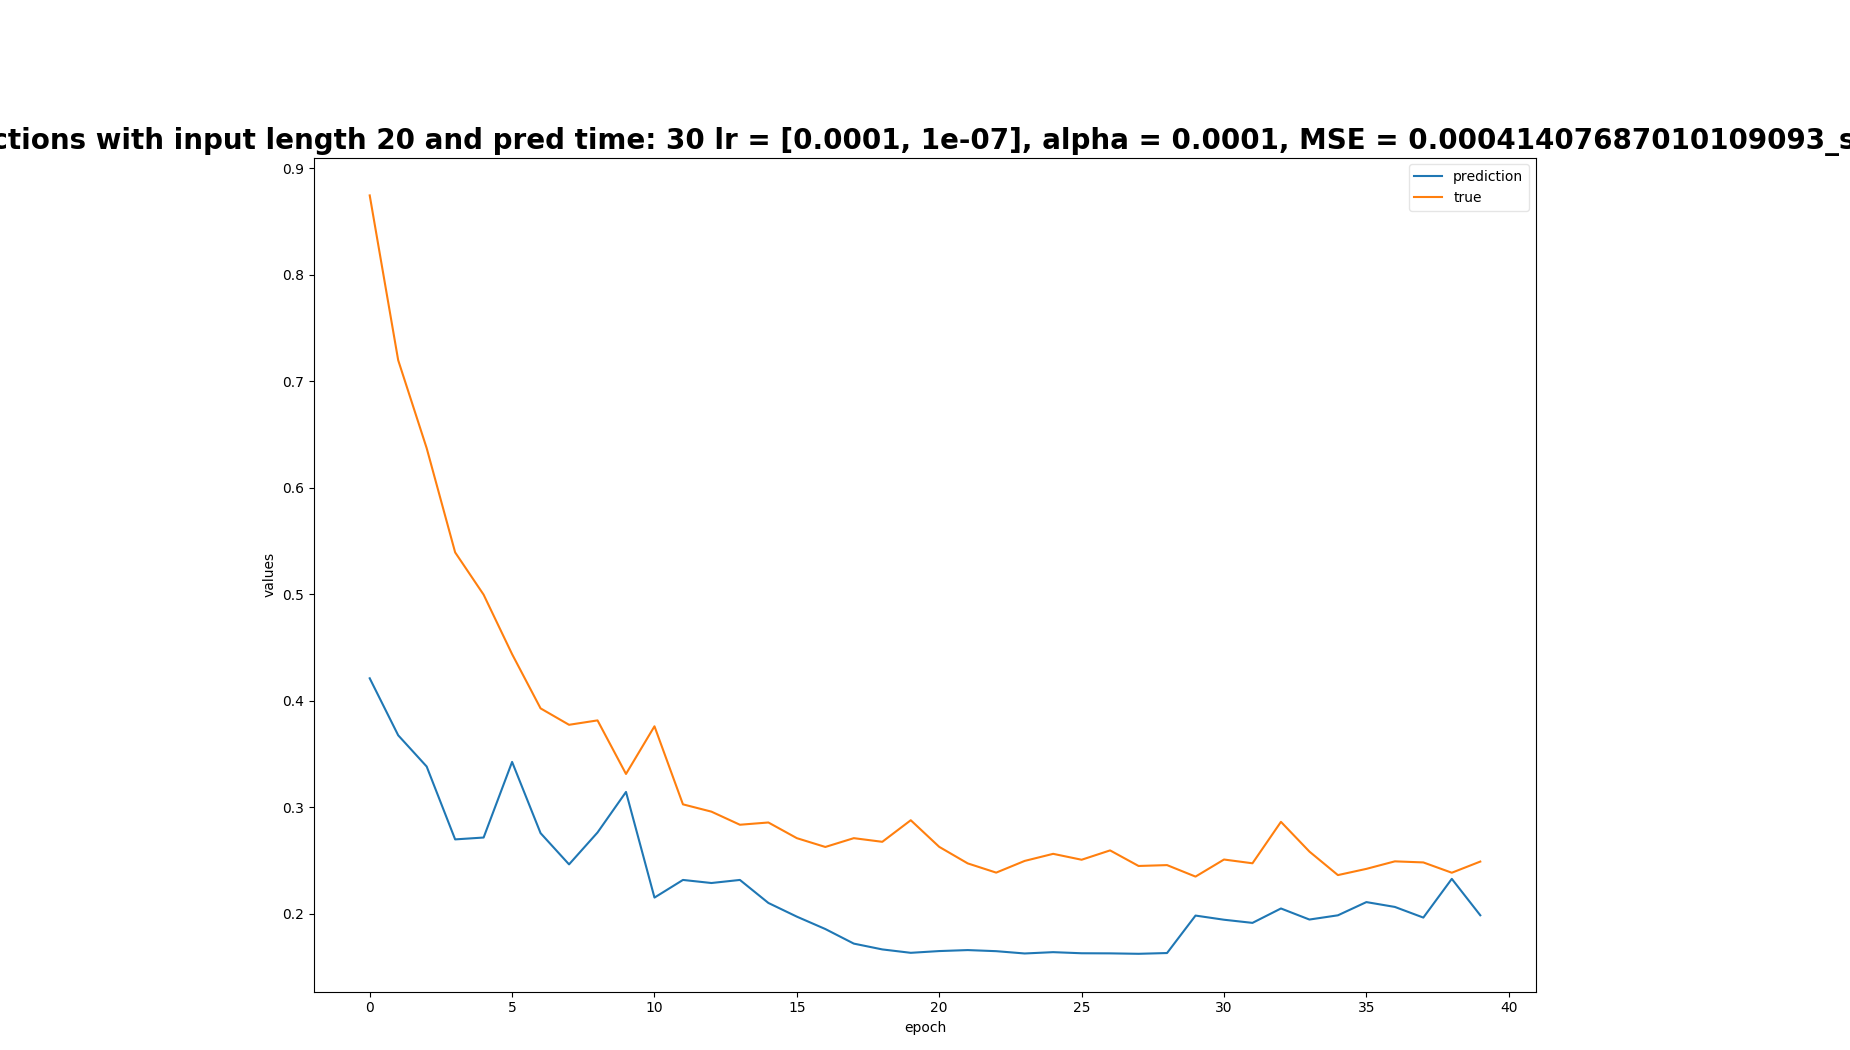 ctions with input length 20 and pred time: 30 lr = [0.0001, 1e-07], alpha = 0.0001, MSE = 0.00041407687010109093_s
prediction
true
0.9
0.8
0.7
0.6
0.5
0.4
0.3
0.2
values
0 5 10 15 20 25 30 35 40
epoch